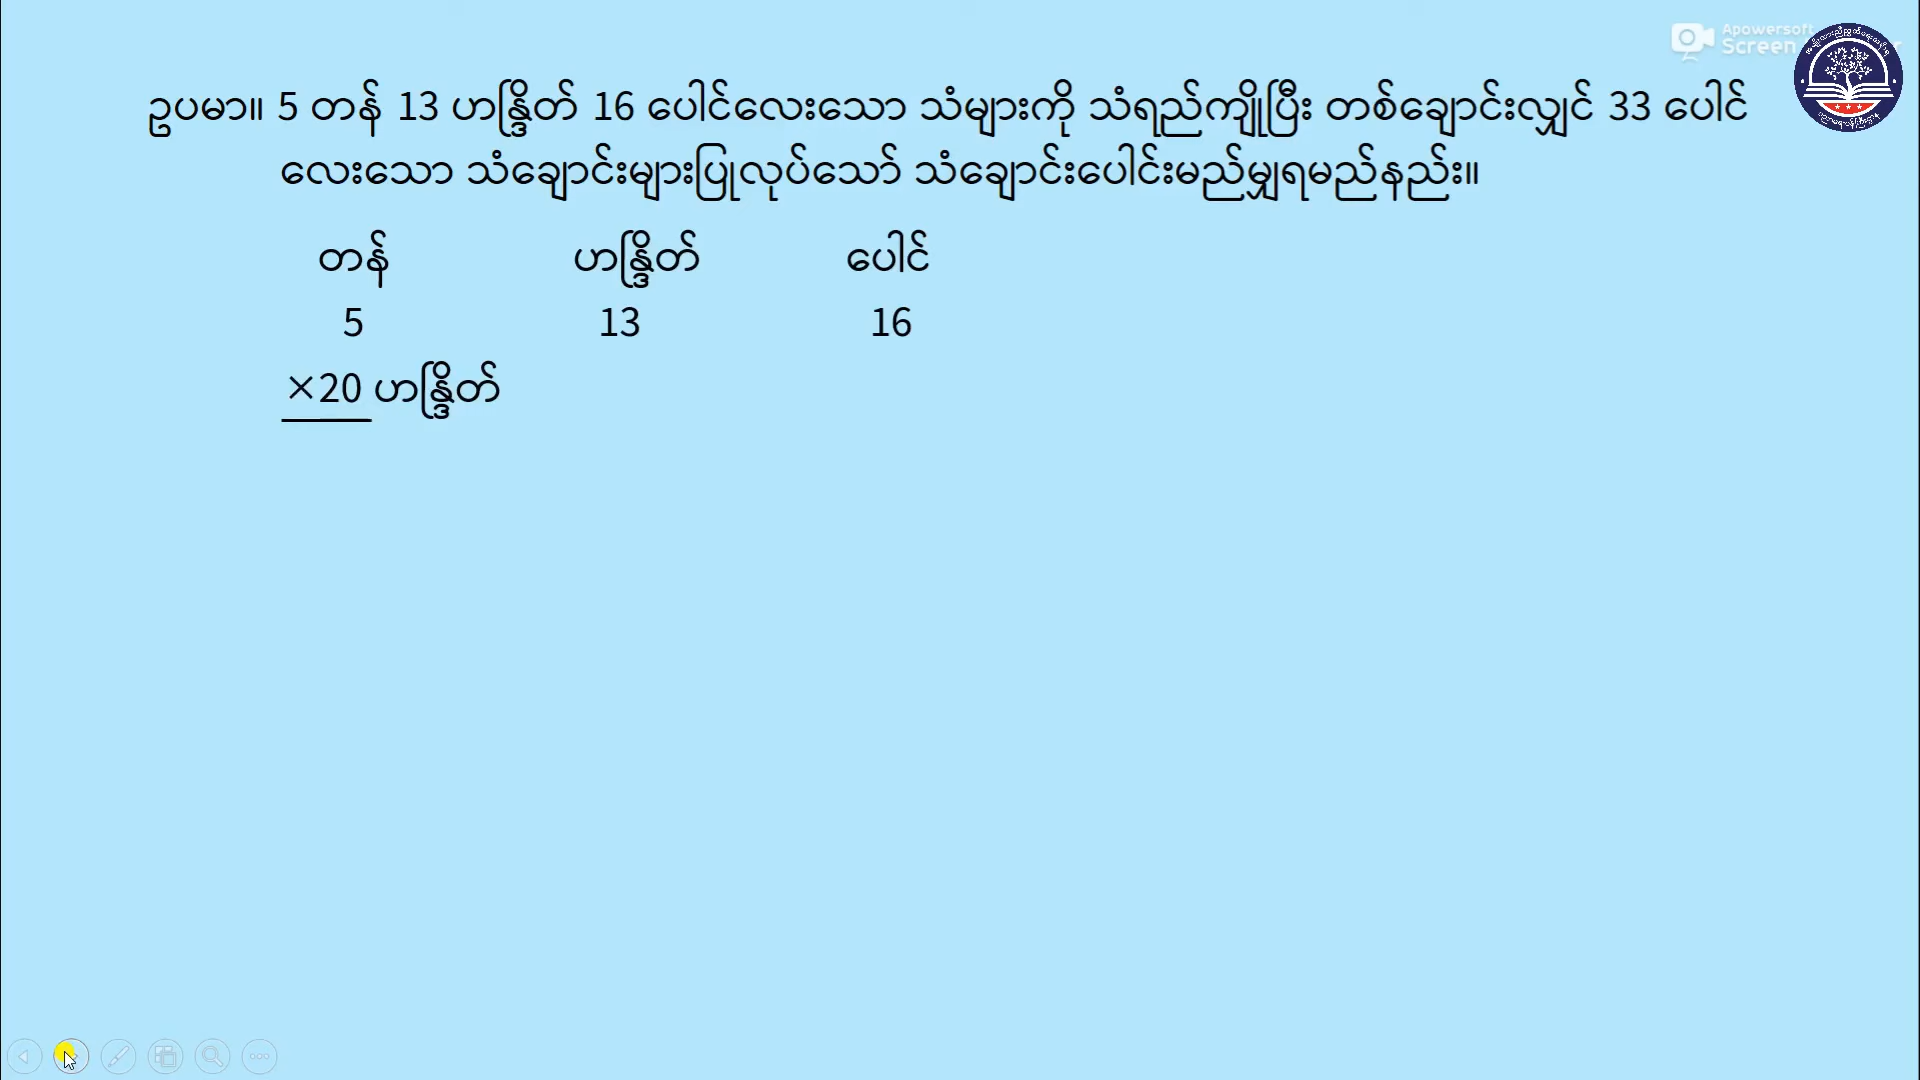 Apowersoft
Screen
ဥပမာ။ 5 တန် 13 ဟန္ဒြိတ် 16 ပေါင်လေးသော သံများကို သံရည်ကျိုပြီး တစ်ချောင်းလျှင် 33 ပေါင်
လေးသော သံချောင်းများပြုလုပ်သော် သံချောင်းပေါင်းမည်မျှရမည်နည်း။
တန် ဟန္ဒြိတ် ပေါင်
5 13 16
×20 ဟန္ဒြိတ်